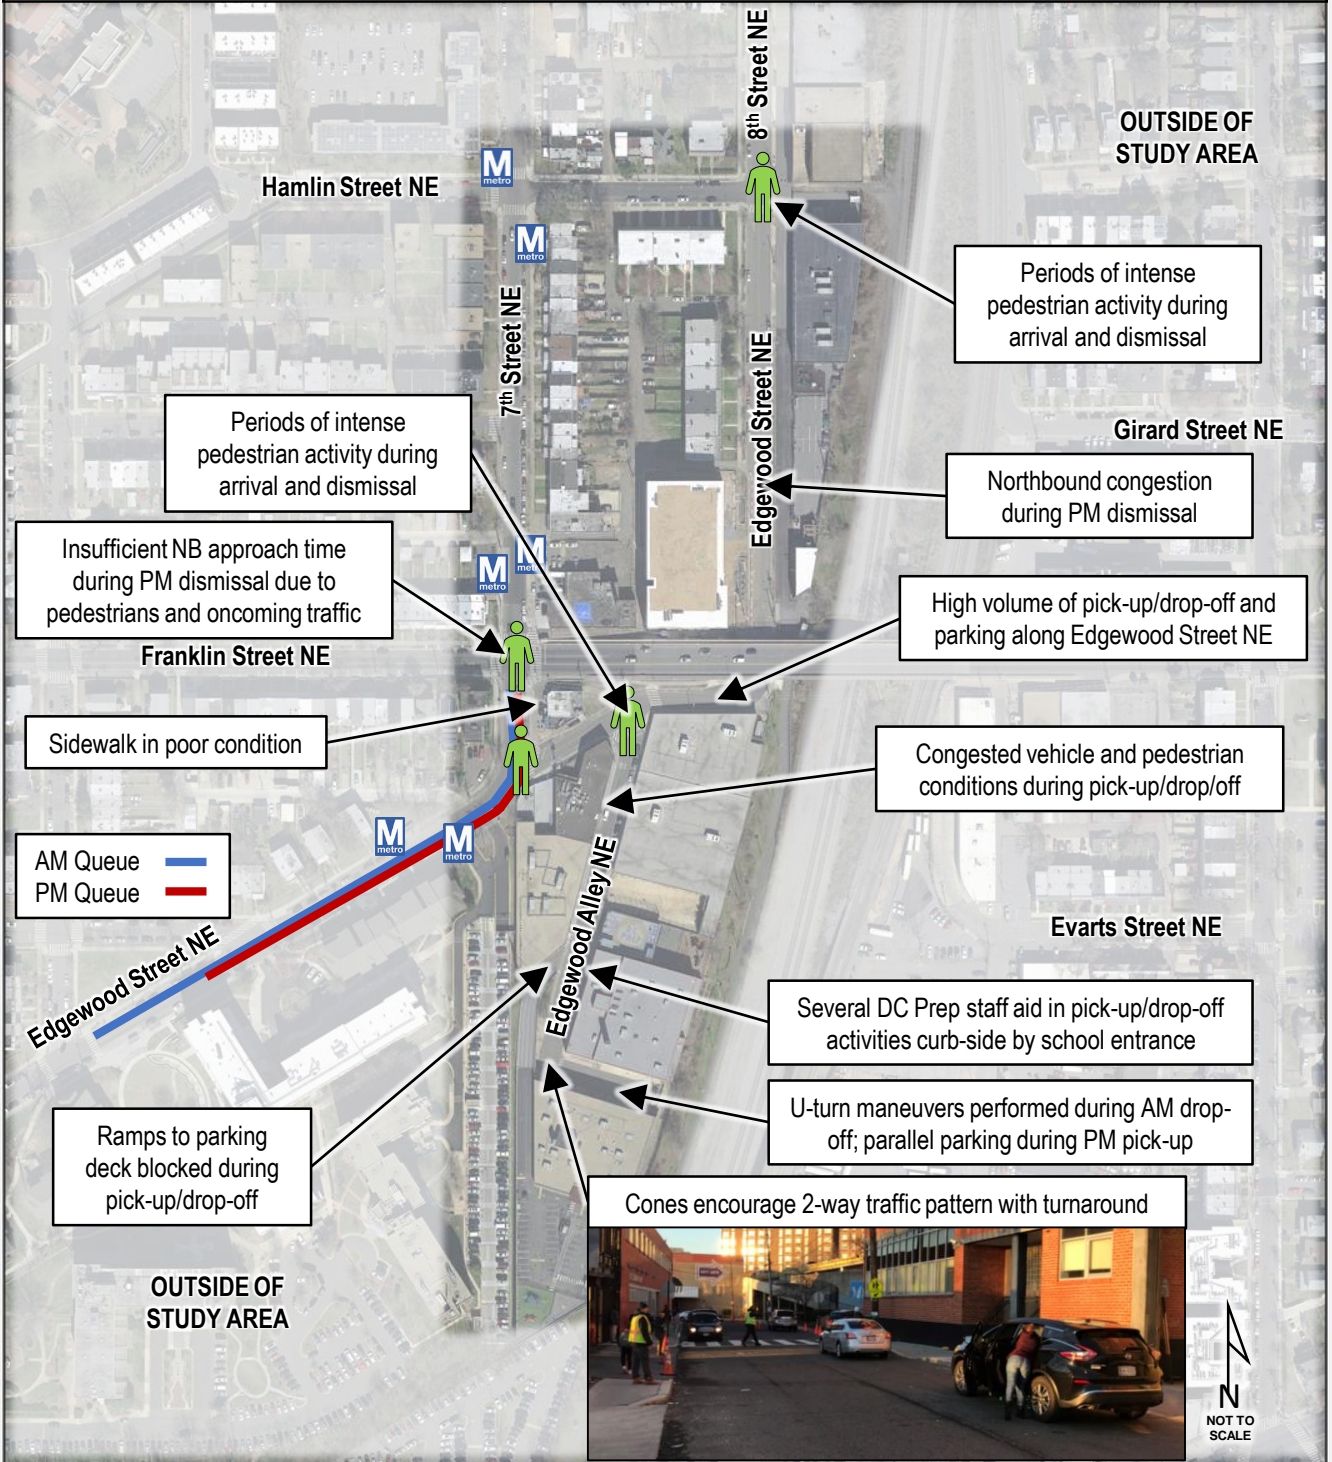 8th Street NE
OUTSIDE OF
STUDY AREA
M
metro
Hamlin Street NE
M
metro
Periods of intense
pedestrian activity during
arrival and dismissal
7th Street NE
Edgewood Street NE
Periods of intense
pedestrian activity during
arrival and dismissal
Girard Street NE
Northbound congestion
during PM dismissal
Insufficient NB approach time
during PM dismissal due to
pedestrians and oncoming traffic
M
metro
M
metro
High volume of pick-up/drop-off and
parking along Edgewood Street NE
Franklin Street NE
Sidewalk in poor condition
Congested vehicle and pedestrian
conditions during pick-up/drop/off
M
metro
M
metro
AM Queue
PM Queue
Edgewood Street NE
Edgewood Alley NE
Evarts Street NE
Several DC Prep staff aid in pick-up/drop-off
activities curb-side by school entrance
U-turn maneuvers performed during AM drop-
off; parallel parking during PM pick-up
Ramps to parking
deck blocked during
pick-up/drop-off
Cones encourage 2-way traffic pattern with turnaround
OUTSIDE OF
STUDY AREA
N
NOT TO
SCALE